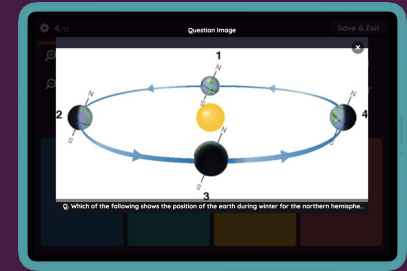 4/12
Question Image
Save & Exit
×
1
N
S
2
N
S
N
S
4
N
S
3
Q. Which of the following shows the position of the earth during winter for the northern hemisphe...